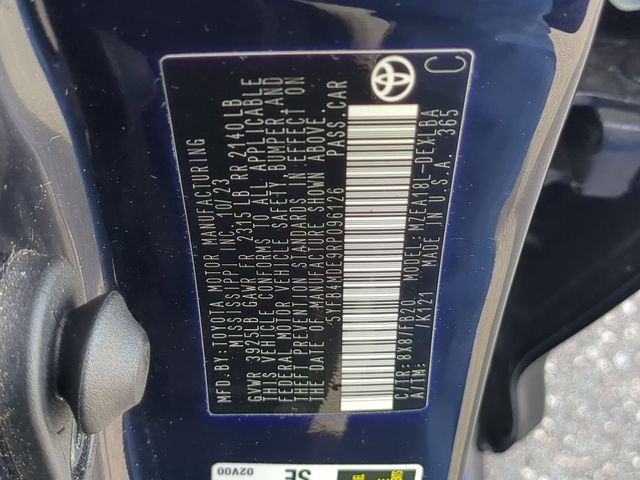 MFD. BY: TOYOTA MOTOR MANUFACTURING
MISSISSIPPI, INC. 10/23
GVWR 3925LB GAWR FR 2315 LB RR 2140LB
THIS VEHICLE CONFORMS TO ALL APPLICABLE
FEDERAL MOTOR VEHICLE SAFETY, BUMPER, AND
THEFT PREVENTION STANDARDS IN EFFECT ON
THE DATE OF MANUFACTURE SHOWN ABOVE.
5YFB4MDE9PP096126 PASS.CAR
C/TR:8X8/FB20 MODEL: MZEA18L-DEXLBA
A/TM: /K121 MADE IN U.S.A. 365
C
02V00
SE